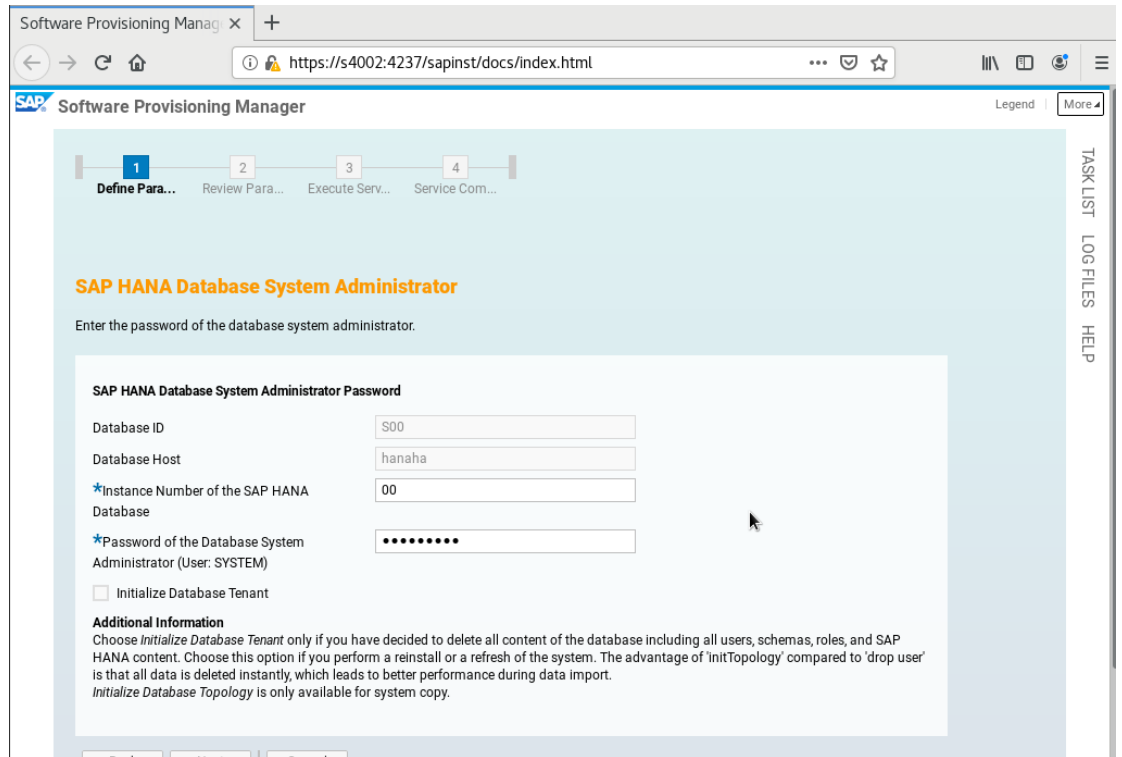 Software Provisioning Manag
https://s4002:4237/sapinst/docs/index.html
SAP Software Provisioning Manager
Legend
More
1 2 3 4
Define Para... Review Para... Execute Serv... Service Com...
TASK LIST
LOG FILES
HELP
SAP HANA Database System Administrator
Enter the password of the database system administrator.
SAP HANA Database System Administrator Password
Database ID S00
Database Host hanaha
*Instance Number of the SAP HANA 00
Database
*Password of the Database System •••••••••
Administrator (User: SYSTEM)
Initialize Database Tenant
Additional Information
Choose Initialize Database Tenant only if you have decided to delete all content of the database including all users, schemas, roles, and SAP
HANA content. Choose this option if you perform a reinstall or a refresh of the system. The advantage of 'initTopology' compared to 'drop user'
is that all data is deleted instantly, which leads to better performance during data import.
Initialize Database Topology is only available for system copy.